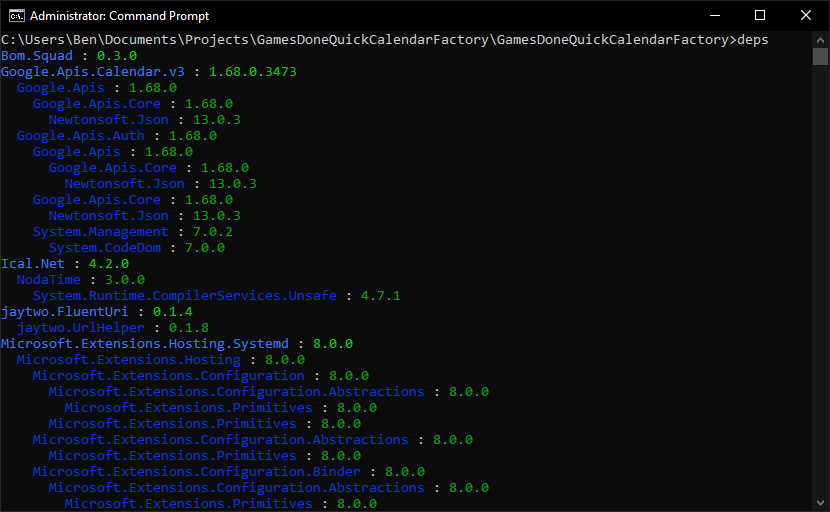 Administrator: Command Prompt
C:\Users\Ben\Documents\Projects\GamesDoneQuickCalendarFactory\GamesDoneQuickCalendarFactory>deps
Bom.Squad : 0.3.0
Google.Apis.Calendar.v3 : 1.68.0.3473
  Google.Apis : 1.68.0
    Google.Apis.Core : 1.68.0
      Newtonsoft.Json : 13.0.3
  Google.Apis.Auth : 1.68.0
    Google.Apis : 1.68.0
      Google.Apis.Core : 1.68.0
        Newtonsoft.Json : 13.0.3
    Google.Apis.Core : 1.68.0
      Newtonsoft.Json : 13.0.3
    System.Management : 7.0.2
      System.CodeDom : 7.0.0
Ical.Net : 4.2.0
  NodaTime : 3.0.0
    System.Runtime.CompilerServices.Unsafe : 4.7.1
jaytwo.FluentUri : 0.1.4
  jaytwo.UrlHelper : 0.1.8
Microsoft.Extensions.Hosting.Systemd : 8.0.0
  Microsoft.Extensions.Hosting : 8.0.0
    Microsoft.Extensions.Configuration : 8.0.0
      Microsoft.Extensions.Configuration.Abstractions : 8.0.0
        Microsoft.Extensions.Primitives : 8.0.0
      Microsoft.Extensions.Primitives : 8.0.0
    Microsoft.Extensions.Configuration.Abstractions : 8.0.0
      Microsoft.Extensions.Primitives : 8.0.0
    Microsoft.Extensions.Configuration.Binder : 8.0.0
      Microsoft.Extensions.Configuration.Abstractions : 8.0.0
        Microsoft.Extensions.Primitives : 8.0.0